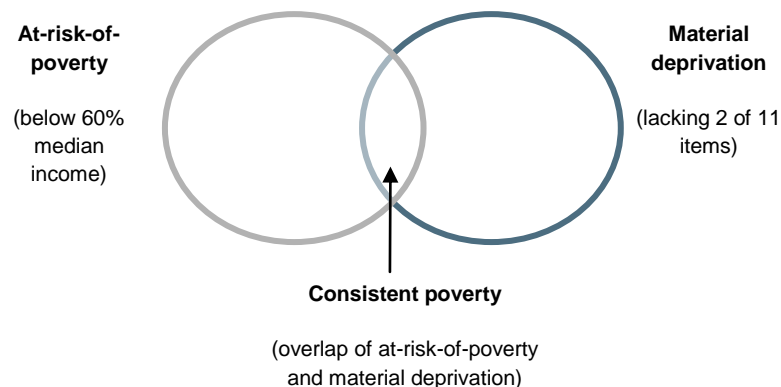 At-risk-of-
poverty
(below 60%
median
income)
Material
deprivation
(lacking 2 of 11
items)
Consistent poverty
(overlap of at-risk-of-poverty
and material deprivation)